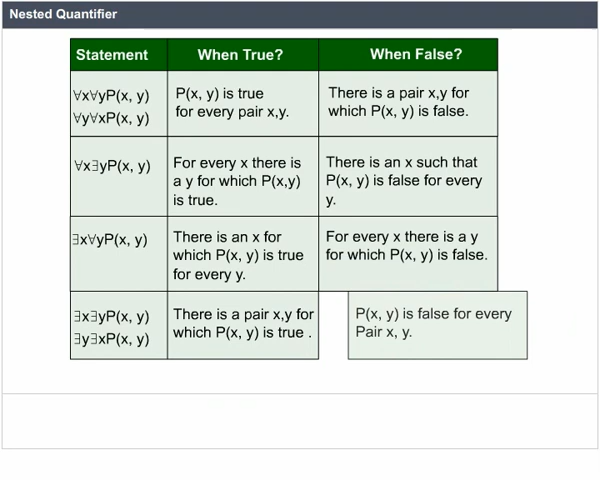 Nested Quantifier
Statement
When True?
When False?
∀x∀yP(x, y)
∀y∀xP(x, y)
P(x, y) is true
for every pair x,y.
There is a pair x,y for
which P(x, y) is false.
∀x∃yP(x, y)
For every x there is
a y for which P(x,y)
is true.
There is an x such that
P(x, y) is false for every
y.
∃x∀yP(x, y)
There is an x for
which P(x, y) is true
for every y.
For every x there is a y
for which P(x, y) is false.
∃x∃yP(x, y)
∃y∃xP(x, y)
There is a pair x,y for
which P(x, y) is true .
P(x, y) is false for every
Pair x, y.